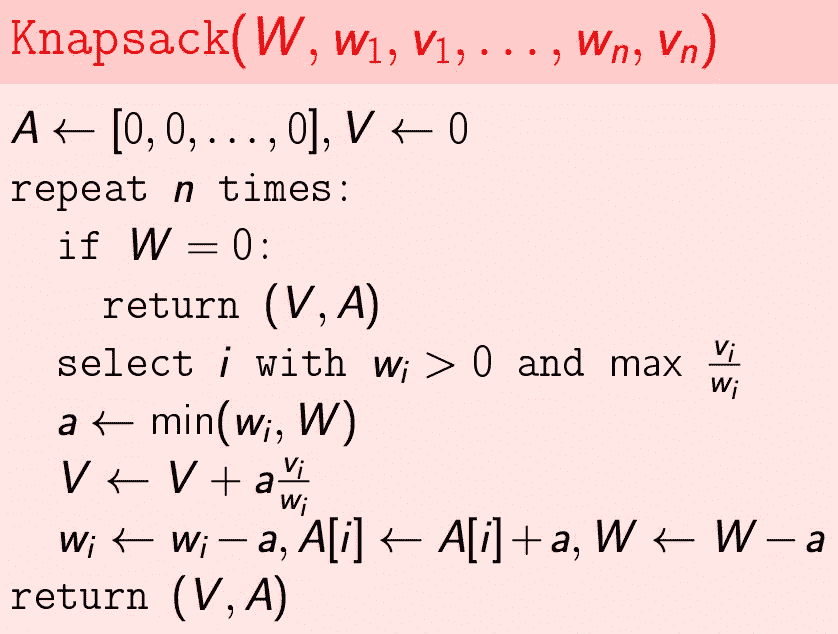 Knapsack(W, w₁, v₁, . . . , wₙ, vₙ)
A ← [0, 0, . . . , 0], V ← 0
repeat n times:
if W = 0:
return (V, A)
select i with wᵢ > 0 and max vᵢ/wᵢ
a ← min(wᵢ, W)
V ← V + a vᵢ/wᵢ
wᵢ ← wᵢ − a, A[i] ← A[i] + a, W ← W − a
return (V, A)